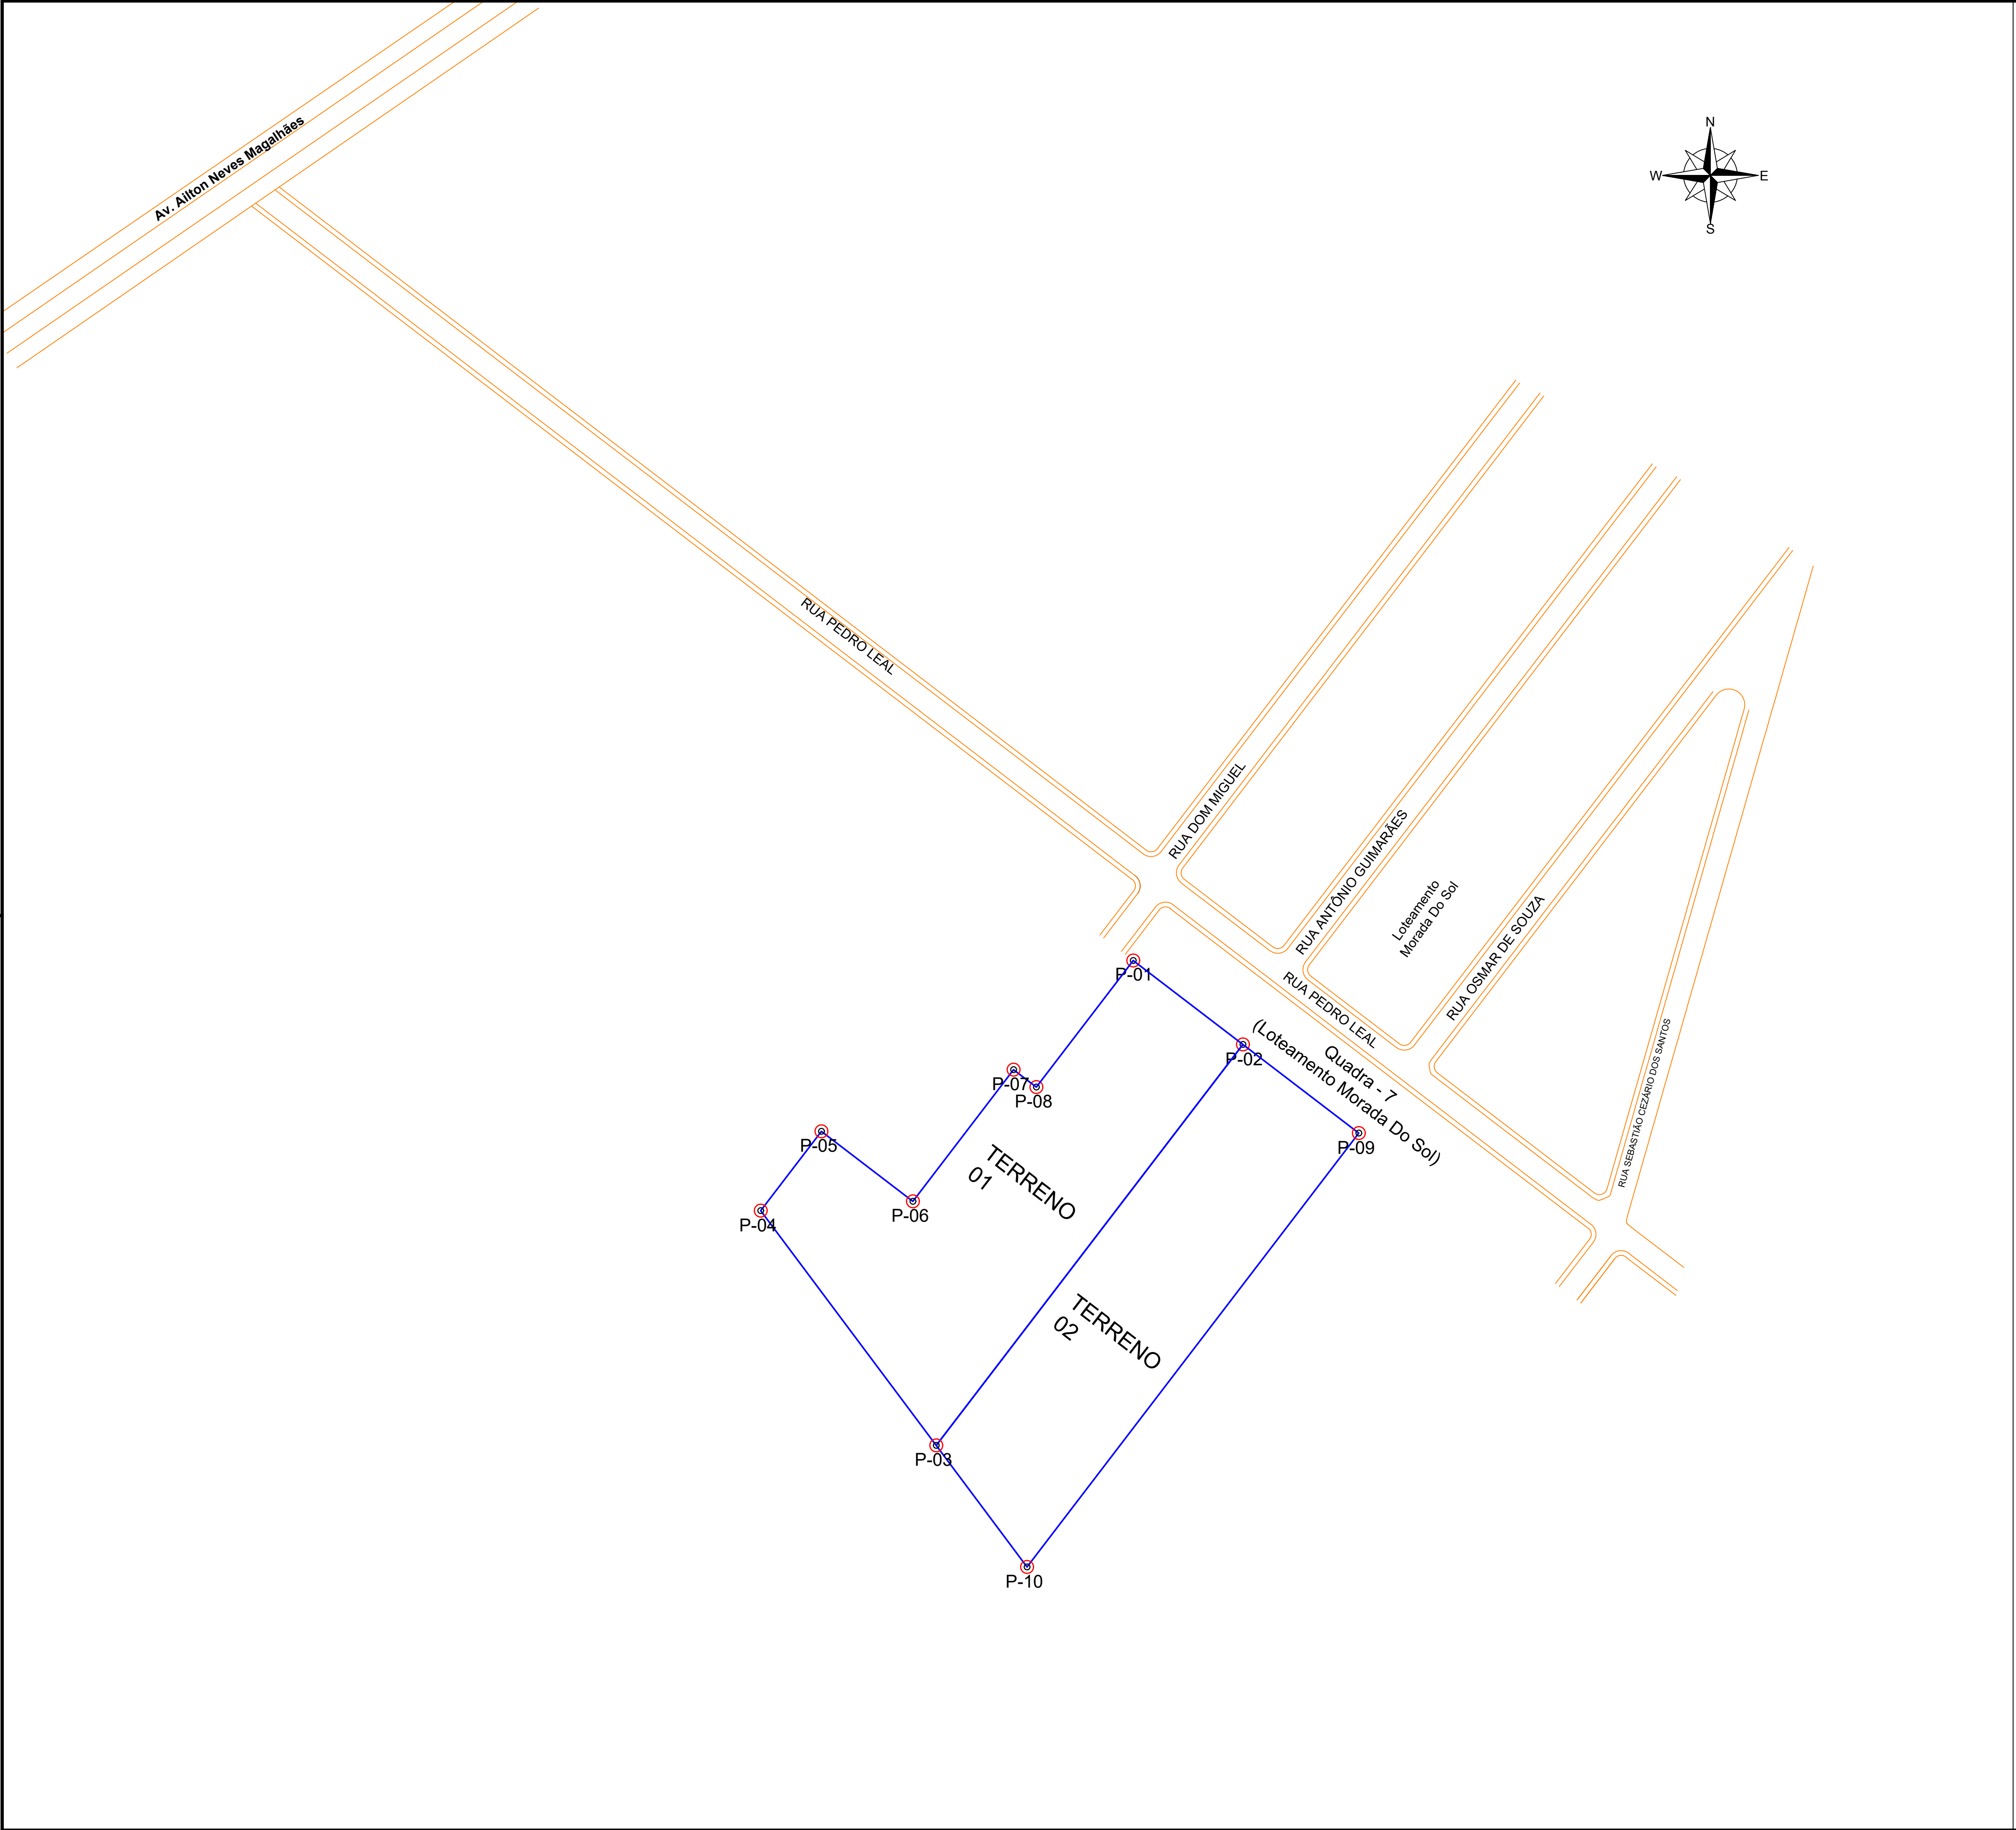 Av. Ailton Neves Magalhães
N
W
E
S
RUA PEDRO LEAL
RUA DOM MIGUEL
RUA ANTÔNIO GUIMARÃES
Loteamento
Morada Do Sol
RUA OSMAR DE SOUZA
RUA PEDRO LEAL
RUA SEBASTIÃO CEZÁRIO DOS SANTOS
Quadra - 7
(Loteamento Morada Do Sol)
P-01
P-02
P-07
P-08
P-05
P-09
P-06
P-04
TERRENO
01
TERRENO
02
P-03
P-10